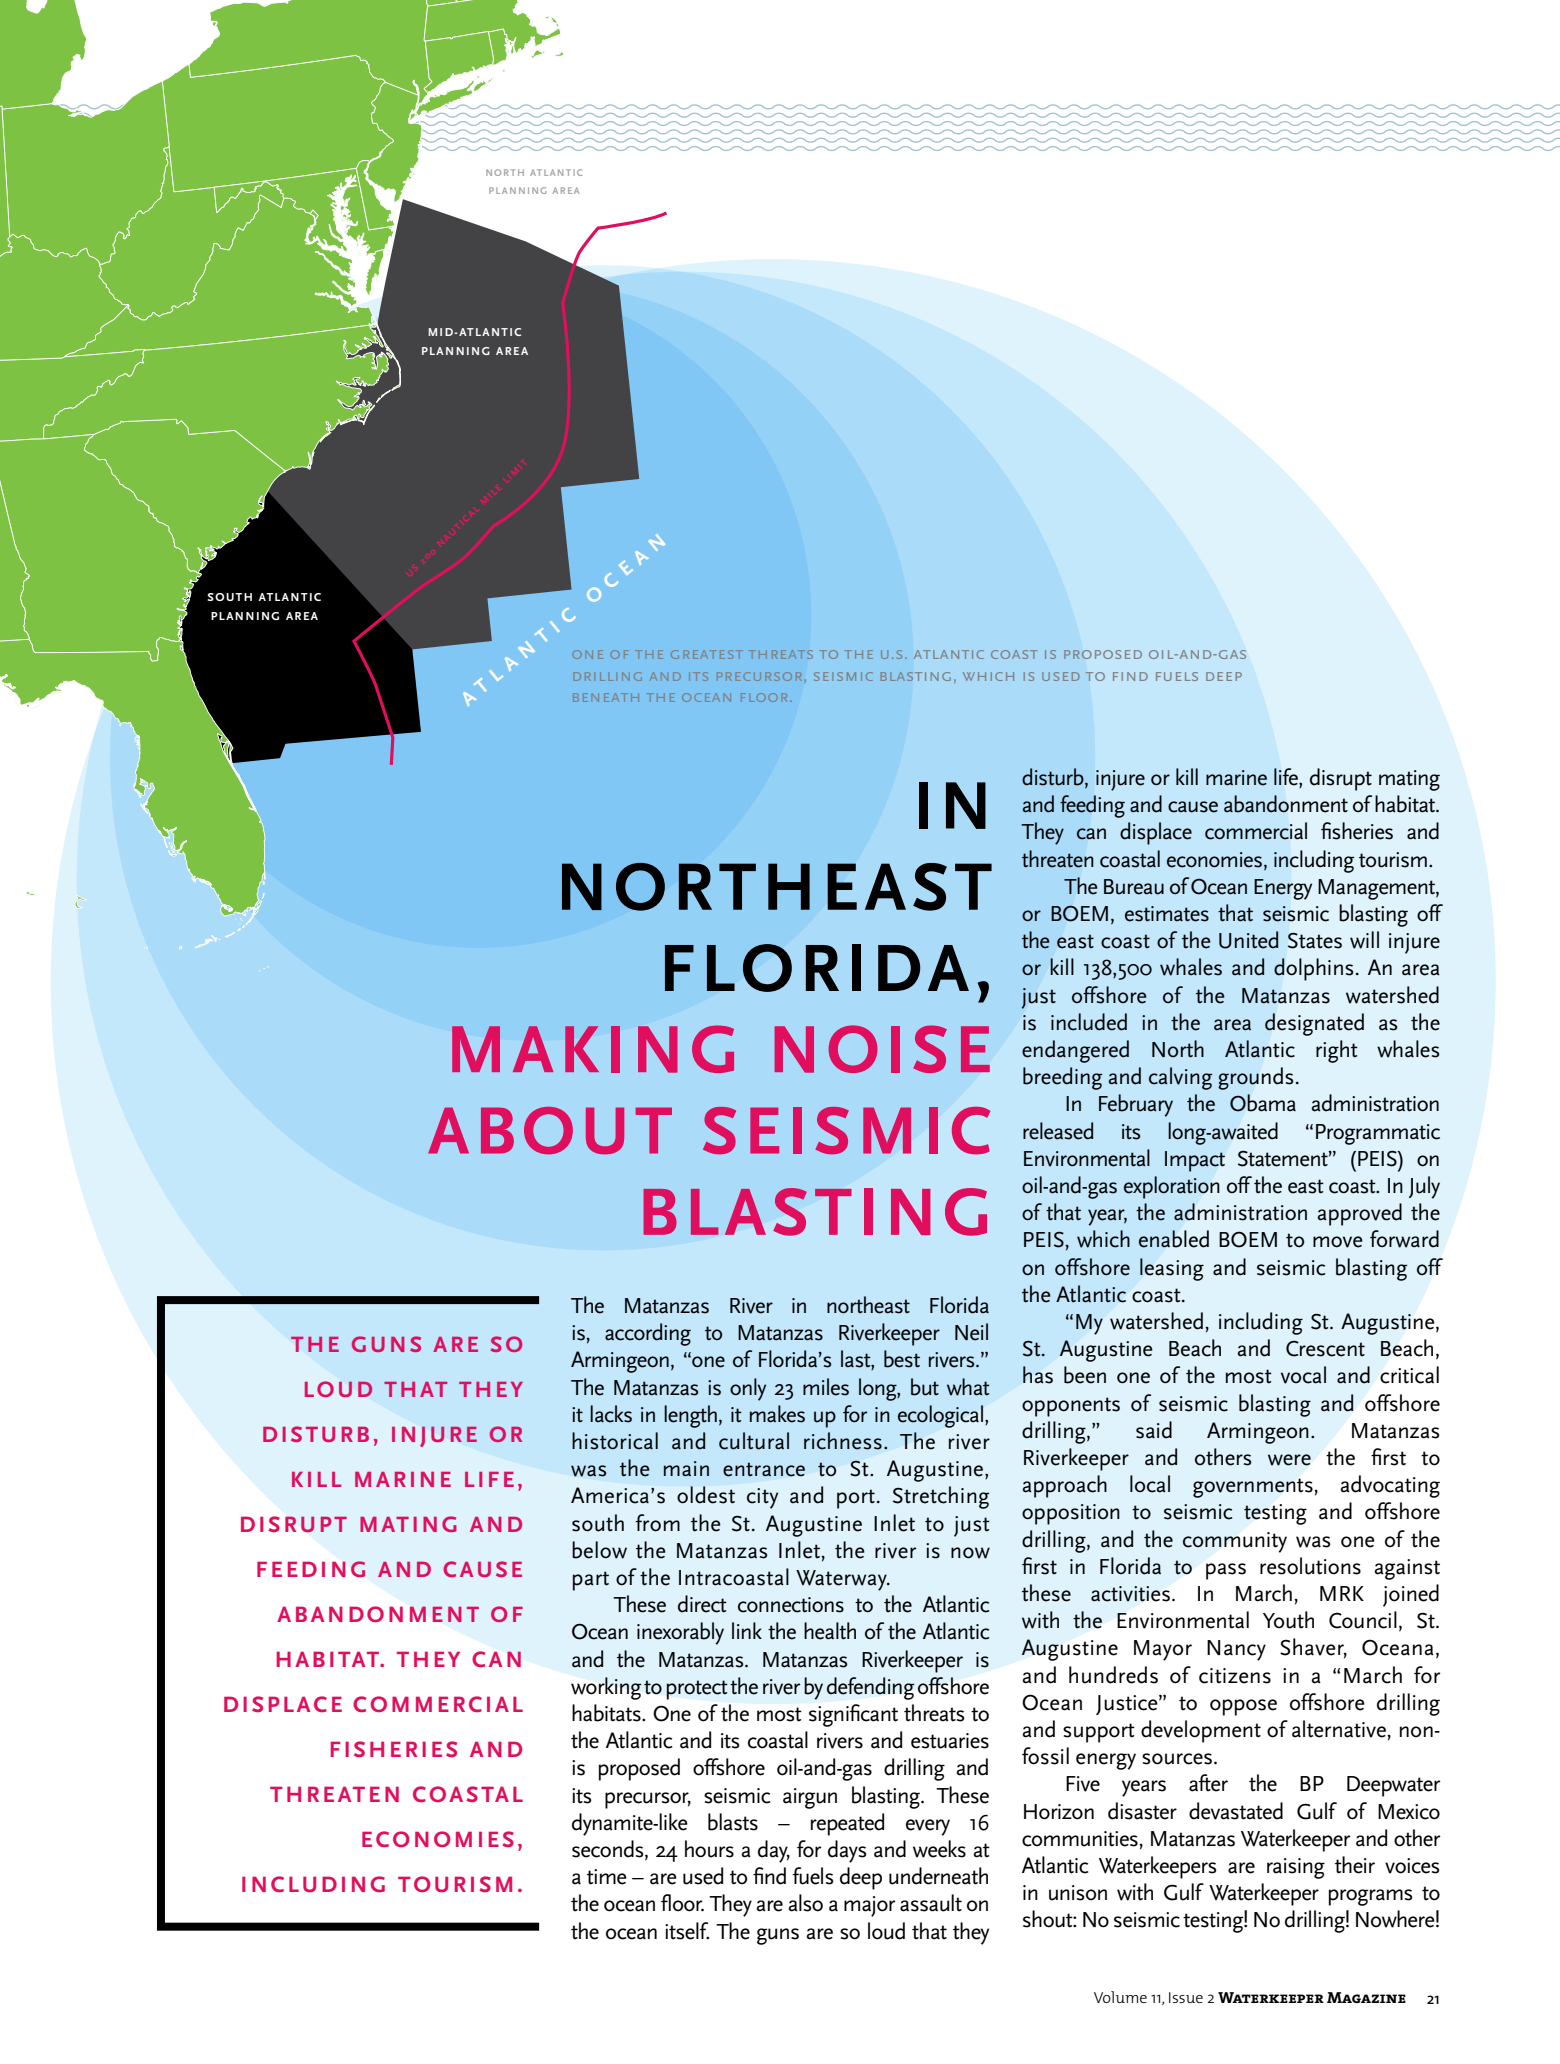 NORTH ATLANTIC
PLANNING AREA
MID-ATLANTIC
PLANNING AREA
US 200 NAUTICAL MILE LIMIT
SOUTH ATLANTIC
PLANNING AREA
ATLANTIC OCEAN
ONE OF THE GREATEST THREATS TO THE U.S. ATLANTIC COAST IS PROPOSED OIL-AND-GAS
DRILLING AND ITS PRECURSOR, SEISMIC BLASTING, WHICH IS USED TO FIND FUELS DEEP
BENEATH THE OCEAN FLOOR.
IN
NORTHEAST
FLORIDA,
MAKING NOISE
ABOUT SEISMIC
BLASTING
THE GUNS ARE SO
LOUD THAT THEY
DISTURB, INJURE OR
KILL MARINE LIFE,
DISRUPT MATING AND
FEEDING AND CAUSE
ABANDONMENT OF
HABITAT. THEY CAN
DISPLACE COMMERCIAL
FISHERIES AND
THREATEN COASTAL
ECONOMIES,
INCLUDING TOURISM.
The Matanzas River in northeast Florida
is, according to Matanzas Riverkeeper Neil
Armingeon, “one of Florida’s last, best rivers.”
The Matanzas is only 23 miles long, but what
it lacks in length, it makes up for in ecological,
historical and cultural richness. The river
was the main entrance to St. Augustine,
America’s oldest city and port. Stretching
south from the St. Augustine Inlet to just
below the Matanzas Inlet, the river is now
part of the Intracoastal Waterway.
These direct connections to the Atlantic
Ocean inexorably link the health of the Atlantic
and the Matanzas. Matanzas Riverkeeper is
working to protect the river by defending offshore
habitats. One of the most significant threats to
the Atlantic and its coastal rivers and estuaries
is proposed offshore oil-and-gas drilling and
its precursor, seismic airgun blasting. These
dynamite-like blasts – repeated every 16
seconds, 24 hours a day, for days and weeks at
a time – are used to find fuels deep underneath
the ocean floor. They are also a major assault on
the ocean itself. The guns are so loud that they
disturb, injure or kill marine life, disrupt mating
and feeding and cause abandonment of habitat.
They can displace commercial fisheries and
threaten coastal economies, including tourism.
The Bureau of Ocean Energy Management,
or BOEM, estimates that seismic blasting off
the east coast of the United States will injure
or kill 138,500 whales and dolphins. An area
just offshore of the Matanzas watershed
is included in the area designated as the
endangered North Atlantic right whales
breeding and calving grounds.
In February the Obama administration
released its long-awaited “Programmatic
Environmental Impact Statement” (PEIS) on
oil-and-gas exploration off the east coast. In July
of that year, the administration approved the
PEIS, which enabled BOEM to move forward
on offshore leasing and seismic blasting off
the Atlantic coast.
“My watershed, including St. Augustine,
St. Augustine Beach and Crescent Beach,
has been one of the most vocal and critical
opponents of seismic blasting and offshore
drilling,” said Armingeon. Matanzas
Riverkeeper and others were the first to
approach local governments, advocating
opposition to seismic testing and offshore
drilling, and the community was one of the
first in Florida to pass resolutions against
these activities. In March, MRK joined
with the Environmental Youth Council, St.
Augustine Mayor Nancy Shaver, Oceana,
and hundreds of citizens in a “March for
Ocean Justice” to oppose offshore drilling
and support development of alternative, non-
fossil energy sources.
Five years after the BP Deepwater
Horizon disaster devastated Gulf of Mexico
communities, Matanzas Waterkeeper and other
Atlantic Waterkeepers are raising their voices
in unison with Gulf Waterkeeper programs to
shout: No seismic testing! No drilling! Nowhere!
Volume 11, Issue 2 WATERKEEPER MAGAZINE 21